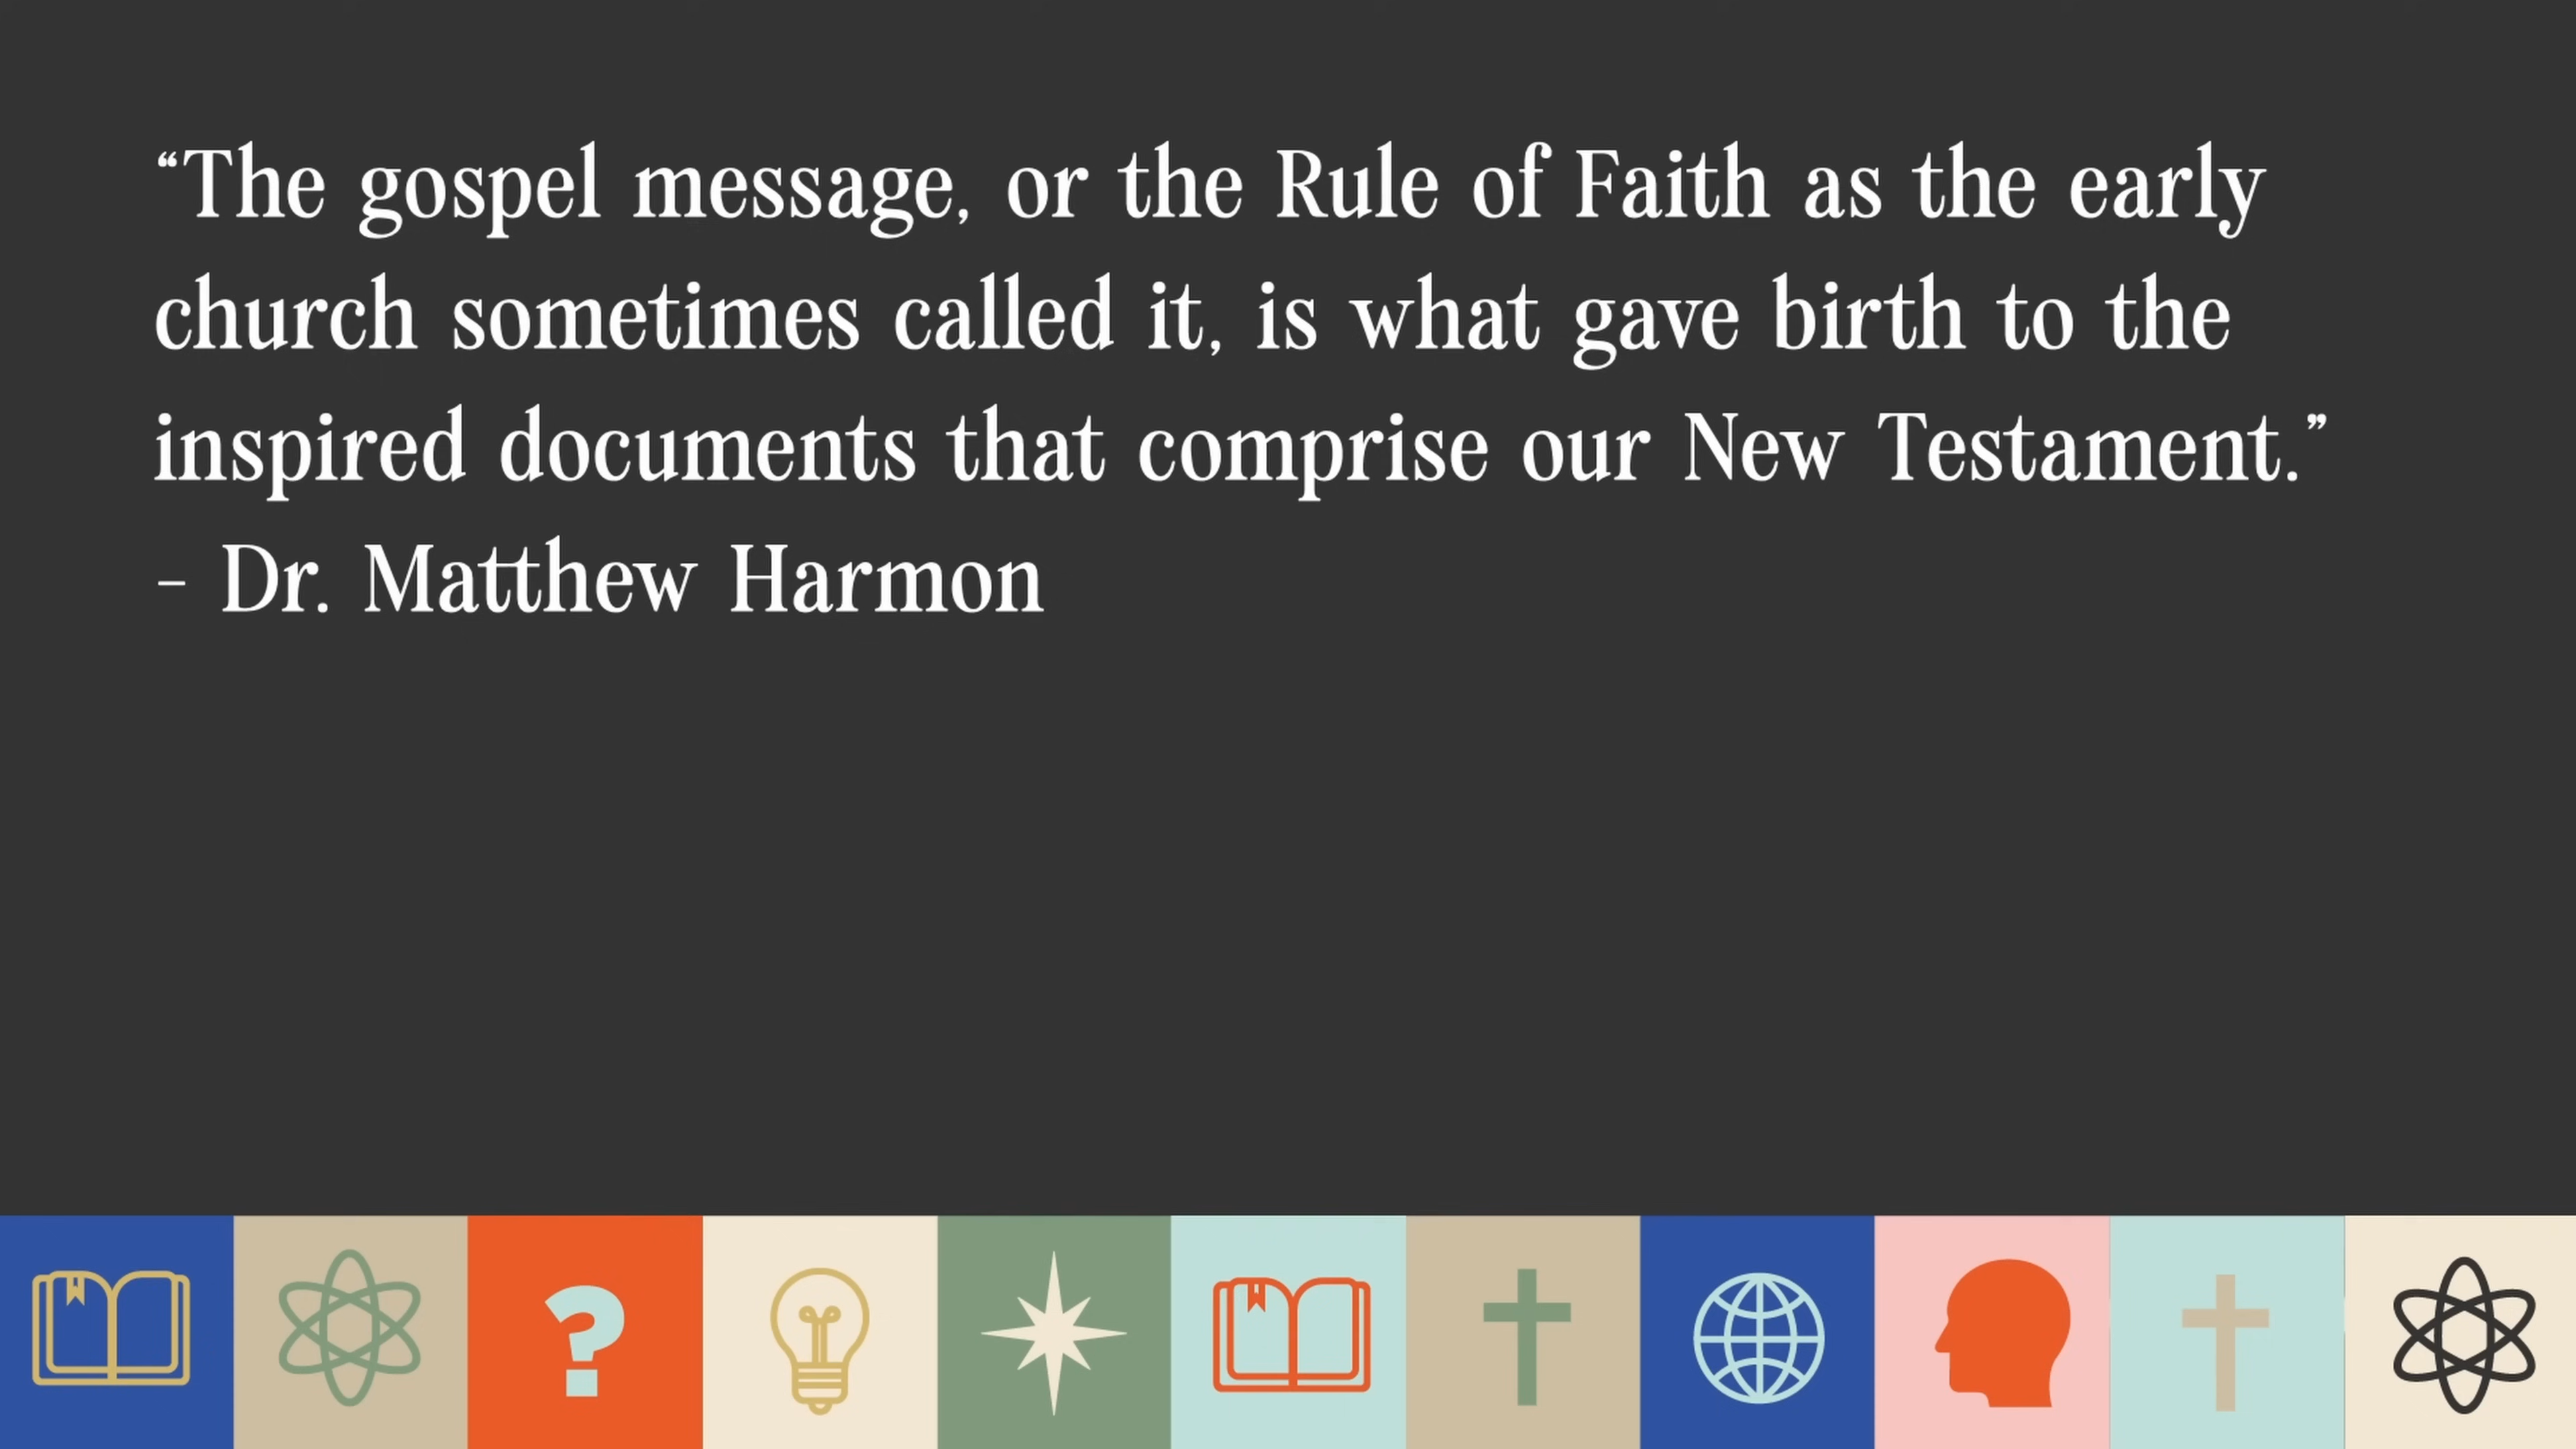 “The gospel message, or the Rule of Faith as the early
church sometimes called it, is what gave birth to the
inspired documents that comprise our New Testament.”
- Dr. Matthew Harmon
?